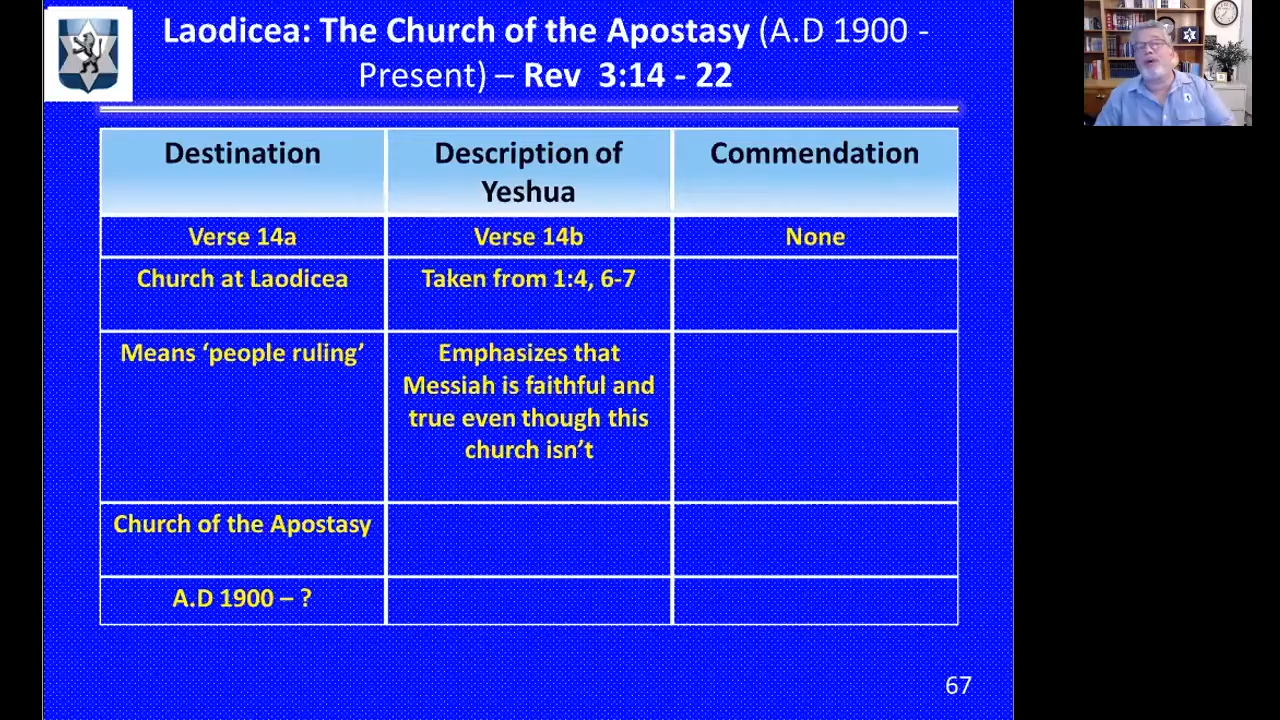 Laodicea: The Church of the Apostasy (A.D 1900 -
Present) – Rev 3:14 - 22
Destination
Description of
Yeshua
Commendation
Verse 14a
Verse 14b
None
Church at Laodicea
Taken from 1:4, 6-7
Means ‘people ruling’
Emphasizes that
Messiah is faithful and
true even though this
church isn’t
Church of the Apostasy
A.D 1900 – ?
67